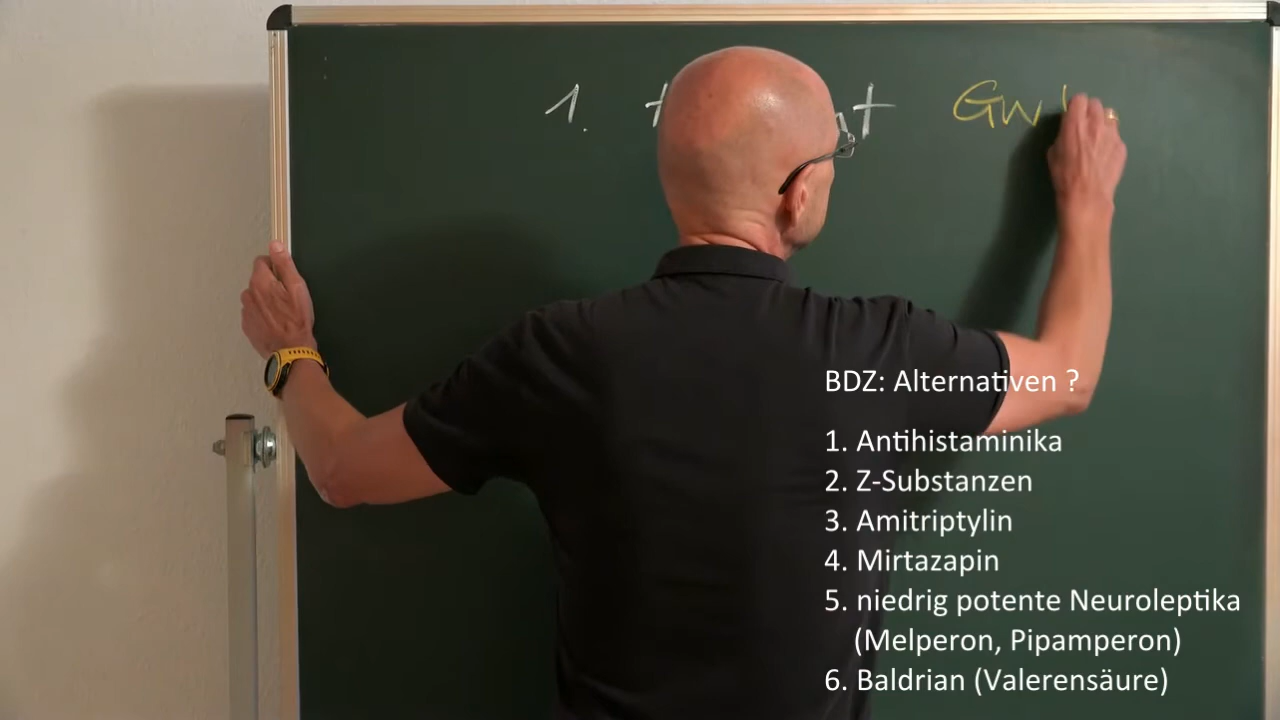 1.
BDZ: Alternativen ?
1. Antihistaminika
2. Z-Substanzen
3. Amitriptylin
4. Mirtazapin
5. niedrig potente Neuroleptika
(Melperon, Pipamperon)
6. Baldrian (Valerensäure)